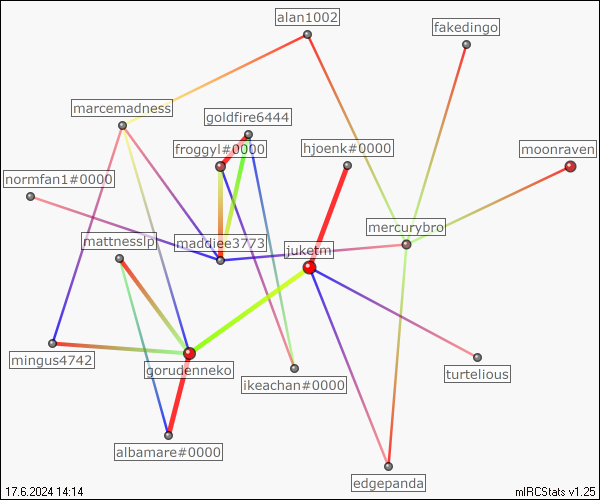 alan1002
fakedingo
marcemadness
goldfire6444
froggyl#0000
hjoenk#0000
moonraven
normfan1#0000
mercurybro
mattnesslp
maddiee3773
juketm
mingus4742
gorudenneko
ikeachan#0000
turtelious
albamare#0000
edgepanda
17.6.2024 14:14
mIRCStats v1.25